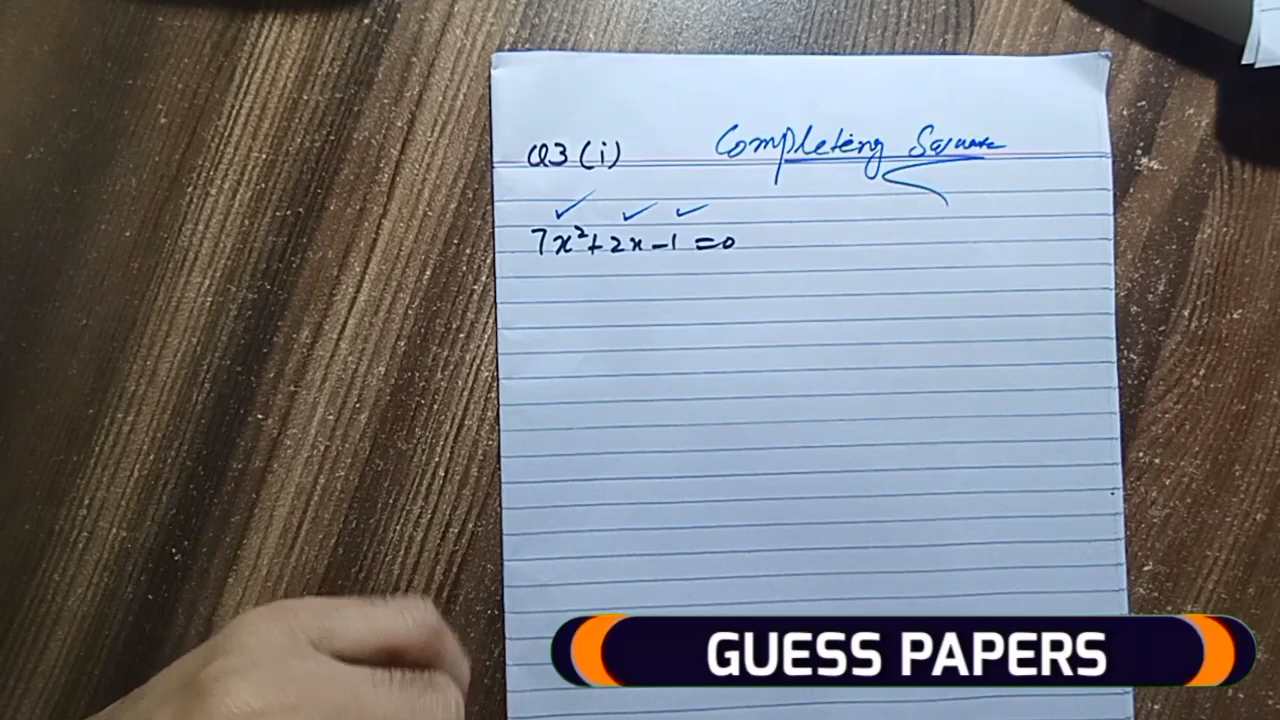 Q3 (i) Completing Square
7x²+2x-1=0
GUESS PAPERS